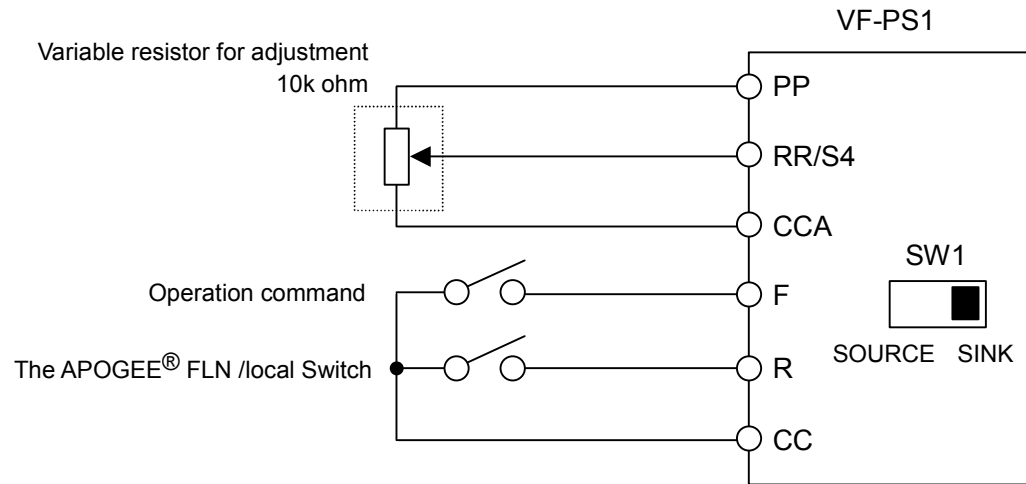 VF-PS1
Variable resistor for adjustment
10k ohm
PP
RR/S4
CCA
SW1
Operation command
F
SOURCE SINK
The APOGEE® FLN /local Switch
R
CC